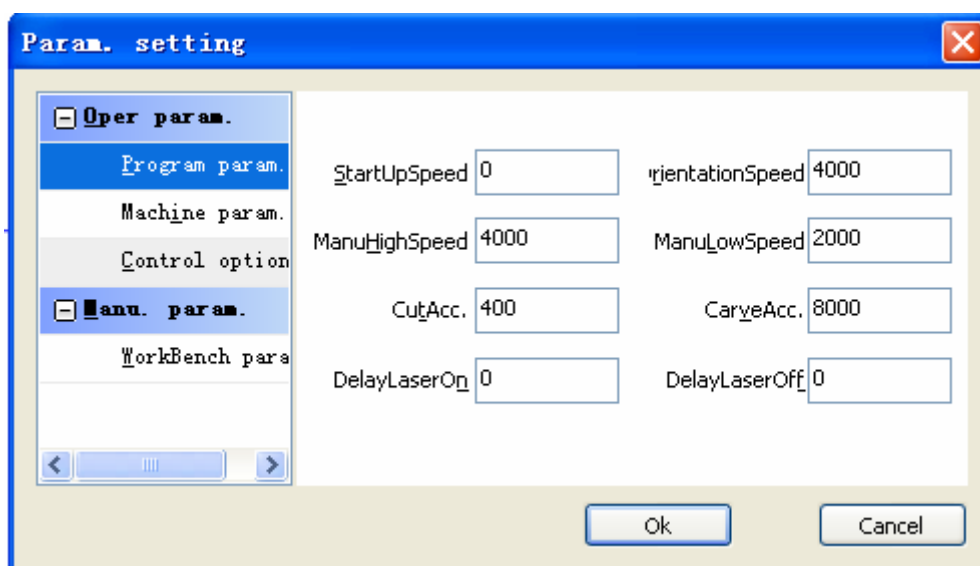 Param. setting
Oper param.
Program param.
Machine param.
Control option
Manu. param.
WorkBench para
StartUpSpeed 0
rientationSpeed 4000
ManuHighSpeed 4000
ManuLowSpeed 2000
CutAcc. 400
CarveAcc. 8000
DelayLaserOn 0
DelayLaserOff 0
Ok
Cancel